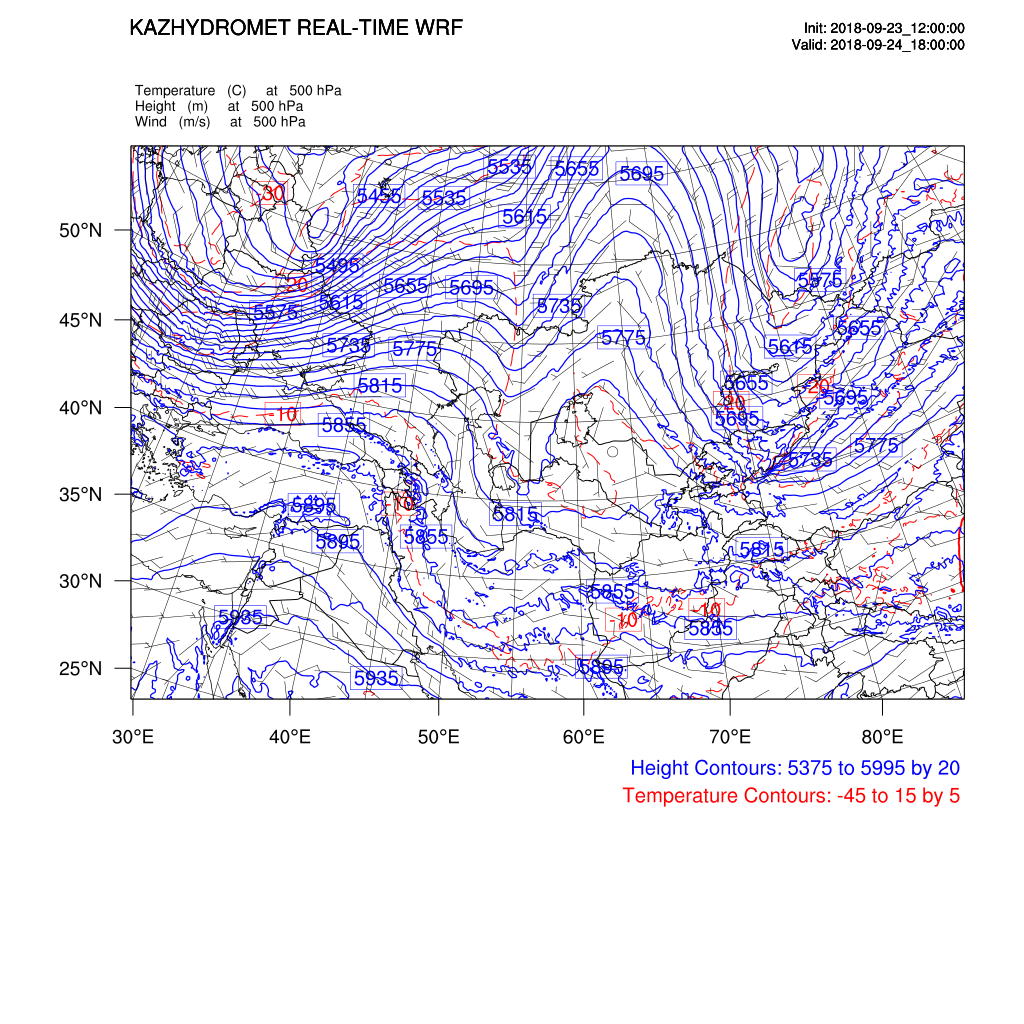 KAZHYDROMET REAL-TIME WRF
Init: 2018-09-23_12:00:00
Valid: 2018-09-24_18:00:00
Temperature (C) at 500 hPa
Height (m) at 500 hPa
Wind (m/s) at 500 hPa
5535 5655 5695
-30 5455 5535
5615
50°N
5495
-20 5655 5695 5575
5615 5735
5575
45°N 5655
5735 5775 5775 5615
5815 5655 -20
-20 5695
40°N -10 5695
5855 5775
5735
35°N
5895 -10 5815
5895 5855 5815
30°N 5855
5935 -10 -10
5895
25°N 5935 5895
30°E 40°E 50°E 60°E 70°E 80°E
Height Contours: 5375 to 5995 by 20
Temperature Contours: -45 to 15 by 5